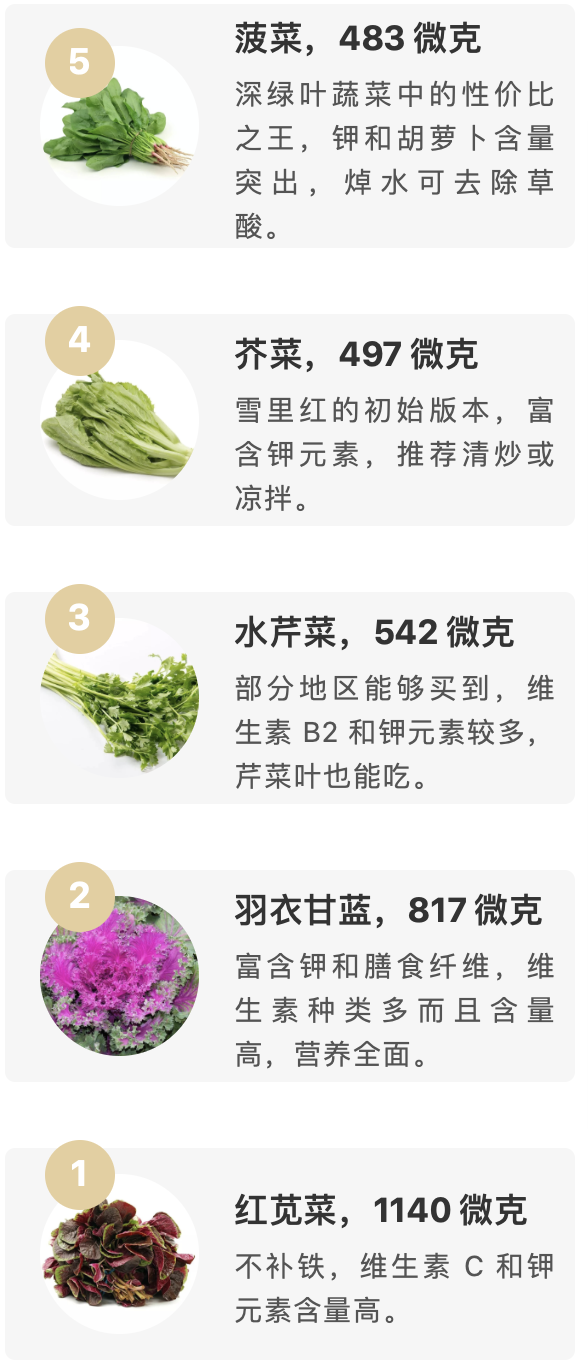 5
菠菜，483 微克
深绿叶蔬菜中的性价比
之王，钾和胡萝卜含量
突出，焯水可去除草
酸。
4
芥菜，497 微克
雪里红的初始版本，富
含钾元素，推荐清炒或
凉拌。
3
水芹菜，542 微克
部分地区能够买到，维
生素 B2 和钾元素较多，
芹菜叶也能吃。
2
羽衣甘蓝，817 微克
富含钾和膳食纤维，维
生素种类多而且含量
高，营养全面。
1
红苋菜，1140 微克
不补铁，维生素 C 和钾
元素含量高。